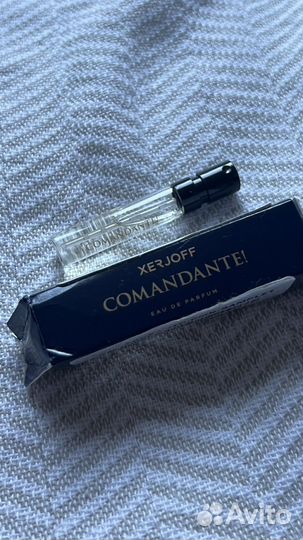 COMANDANTE!
XERJOFF
COMANDANTE!
EAU DE PARFUM
Avito